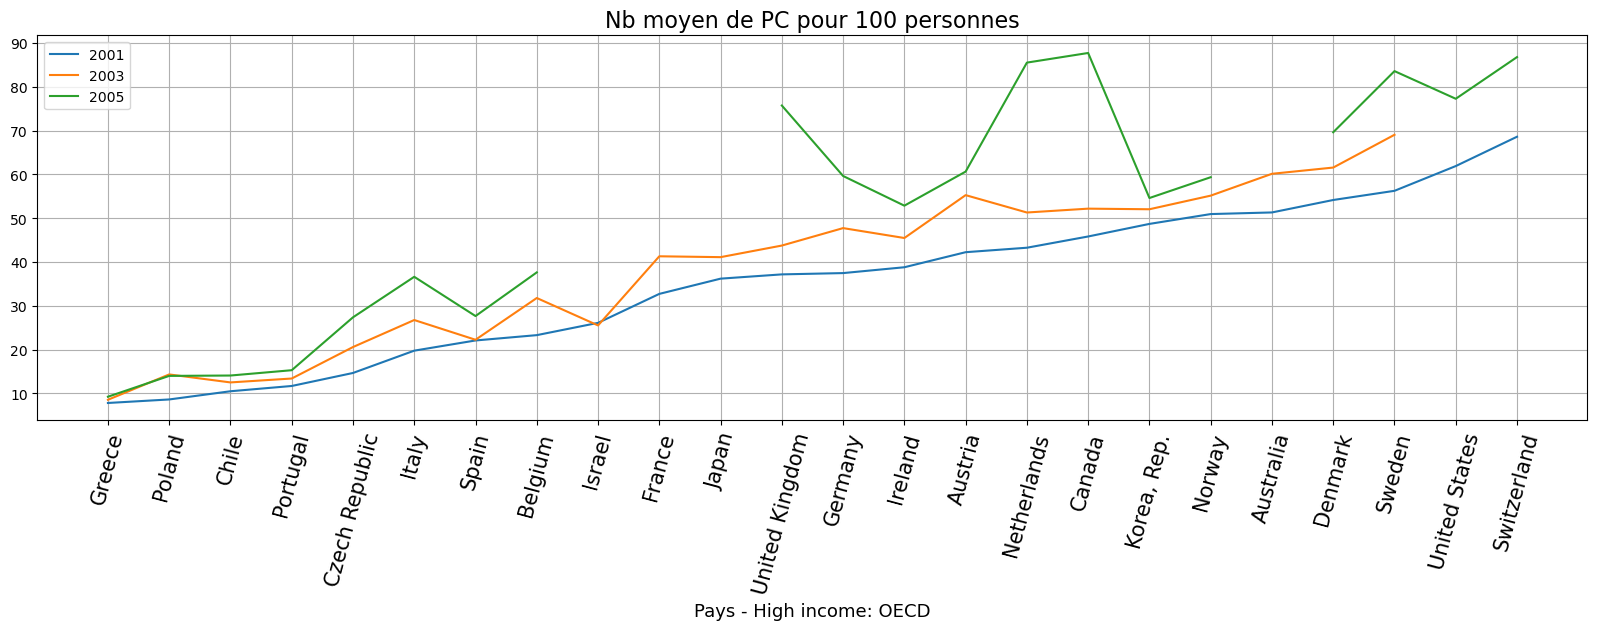 Nb moyen de PC pour 100 personnes
2001
2003
2005
90
80
70
60
50
40
30
20
10
Greece
Poland
Chile
Portugal
Czech Republic
Italy
Spain
Belgium
Israel
France
Japan
United Kingdom
Germany
Ireland
Austria
Netherlands
Canada
Korea, Rep.
Norway
Australia
Denmark
Sweden
United States
Switzerland
Pays - High income: OECD